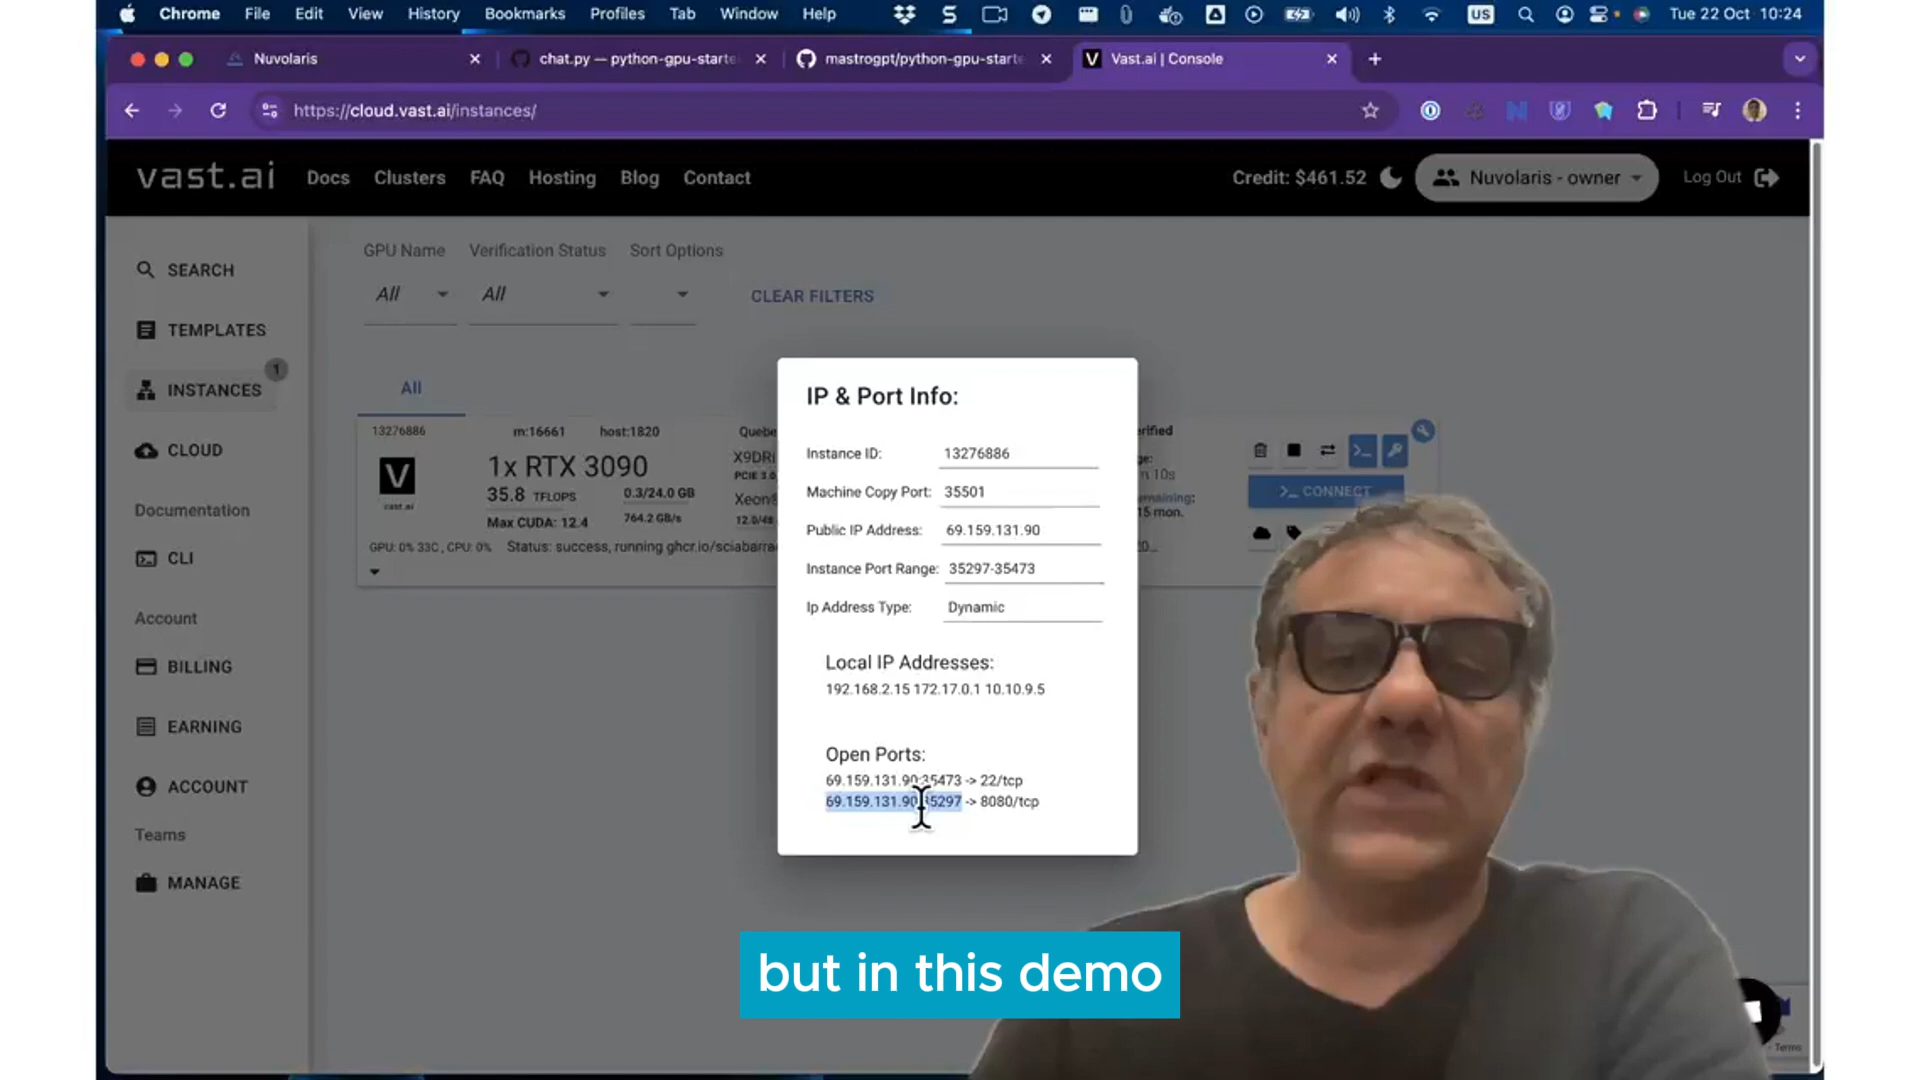 Chrome File Edit View History Bookmarks Profiles Tab Window Help US Tue 22 Oct 10:24
Nuvolaris chat.py — python-gpu-starte mastrogpt/python-gpu-starte Vast.ai | Console
https://cloud.vast.ai/instances/
vast.ai Docs Clusters FAQ Hosting Blog Contact Credit: $461.52 Nuvolaris - owner Log Out
GPU Name Verification Status Sort Options
All All CLEAR FILTERS
SEARCH
TEMPLATES
1
INSTANCES
CLOUD
Documentation
CLI
Account
BILLING
EARNING
ACCOUNT
Teams
MANAGE
All
13276886 m:16661 host:1820 Quebe
1x RTX 3090 X9DRi
PCIE 3.0
35.8 TFLOPS 0.3/24.0 GB Xeon
Max CUDA: 12.4 764.2 GB/s 12.0/48
GPU: 0% 33C, CPU: 0% Status: success, running ghcr.io/sciabarra
vast.ai
erified
ge:
n 10s
emaining:
15 mon.
20...
>_ CONNECT
IP & Port Info:
Instance ID: 13276886
Machine Copy Port: 35501
Public IP Address: 69.159.131.90
Instance Port Range: 35297-35473
Ip Address Type: Dynamic
Local IP Addresses:
192.168.2.15 172.17.0.1 10.10.9.5
Open Ports:
69.159.131.90:35473 -> 22/tcp
69.159.131.90:35297 -> 8080/tcp
but in this demo
Terms